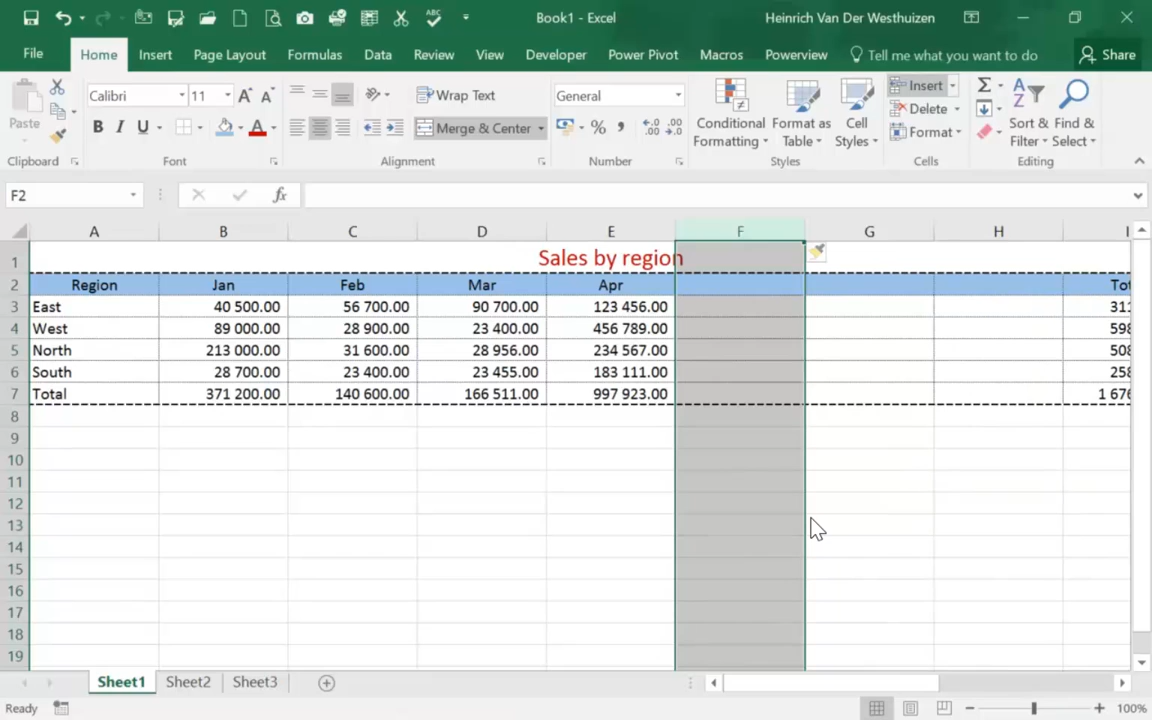 Book1 - Excel
Heinrich Van Der Westhuizen
File Home Insert Page Layout Formulas Data Review View Developer Power Pivot Macros Powerview Tell me what you want to do Share
Paste
Calibri 11 A A
B I U A
Wrap Text
Merge & Center
General
% , .0 .00
Conditional Formatting
Format as Table
Cell Styles
Insert
Delete
Format
Σ
A Z
Sort & Filter
Find & Select
Clipboard Font Alignment Number Styles Cells Editing
F2 fx
A B C D E F G H I
1 Sales by region
2 Region Jan Feb Mar Apr Tot
3 East 40 500.00 56 700.00 90 700.00 123 456.00 311
4 West 89 000.00 28 900.00 23 400.00 456 789.00 598
5 North 213 000.00 31 600.00 28 956.00 234 567.00 508
6 South 28 700.00 23 400.00 23 455.00 183 111.00 258
7 Total 371 200.00 140 600.00 166 511.00 997 923.00 1 676
8
9
10
11
12
13
14
15
16
17
18
19
Sheet1 Sheet2 Sheet3
Ready 100%